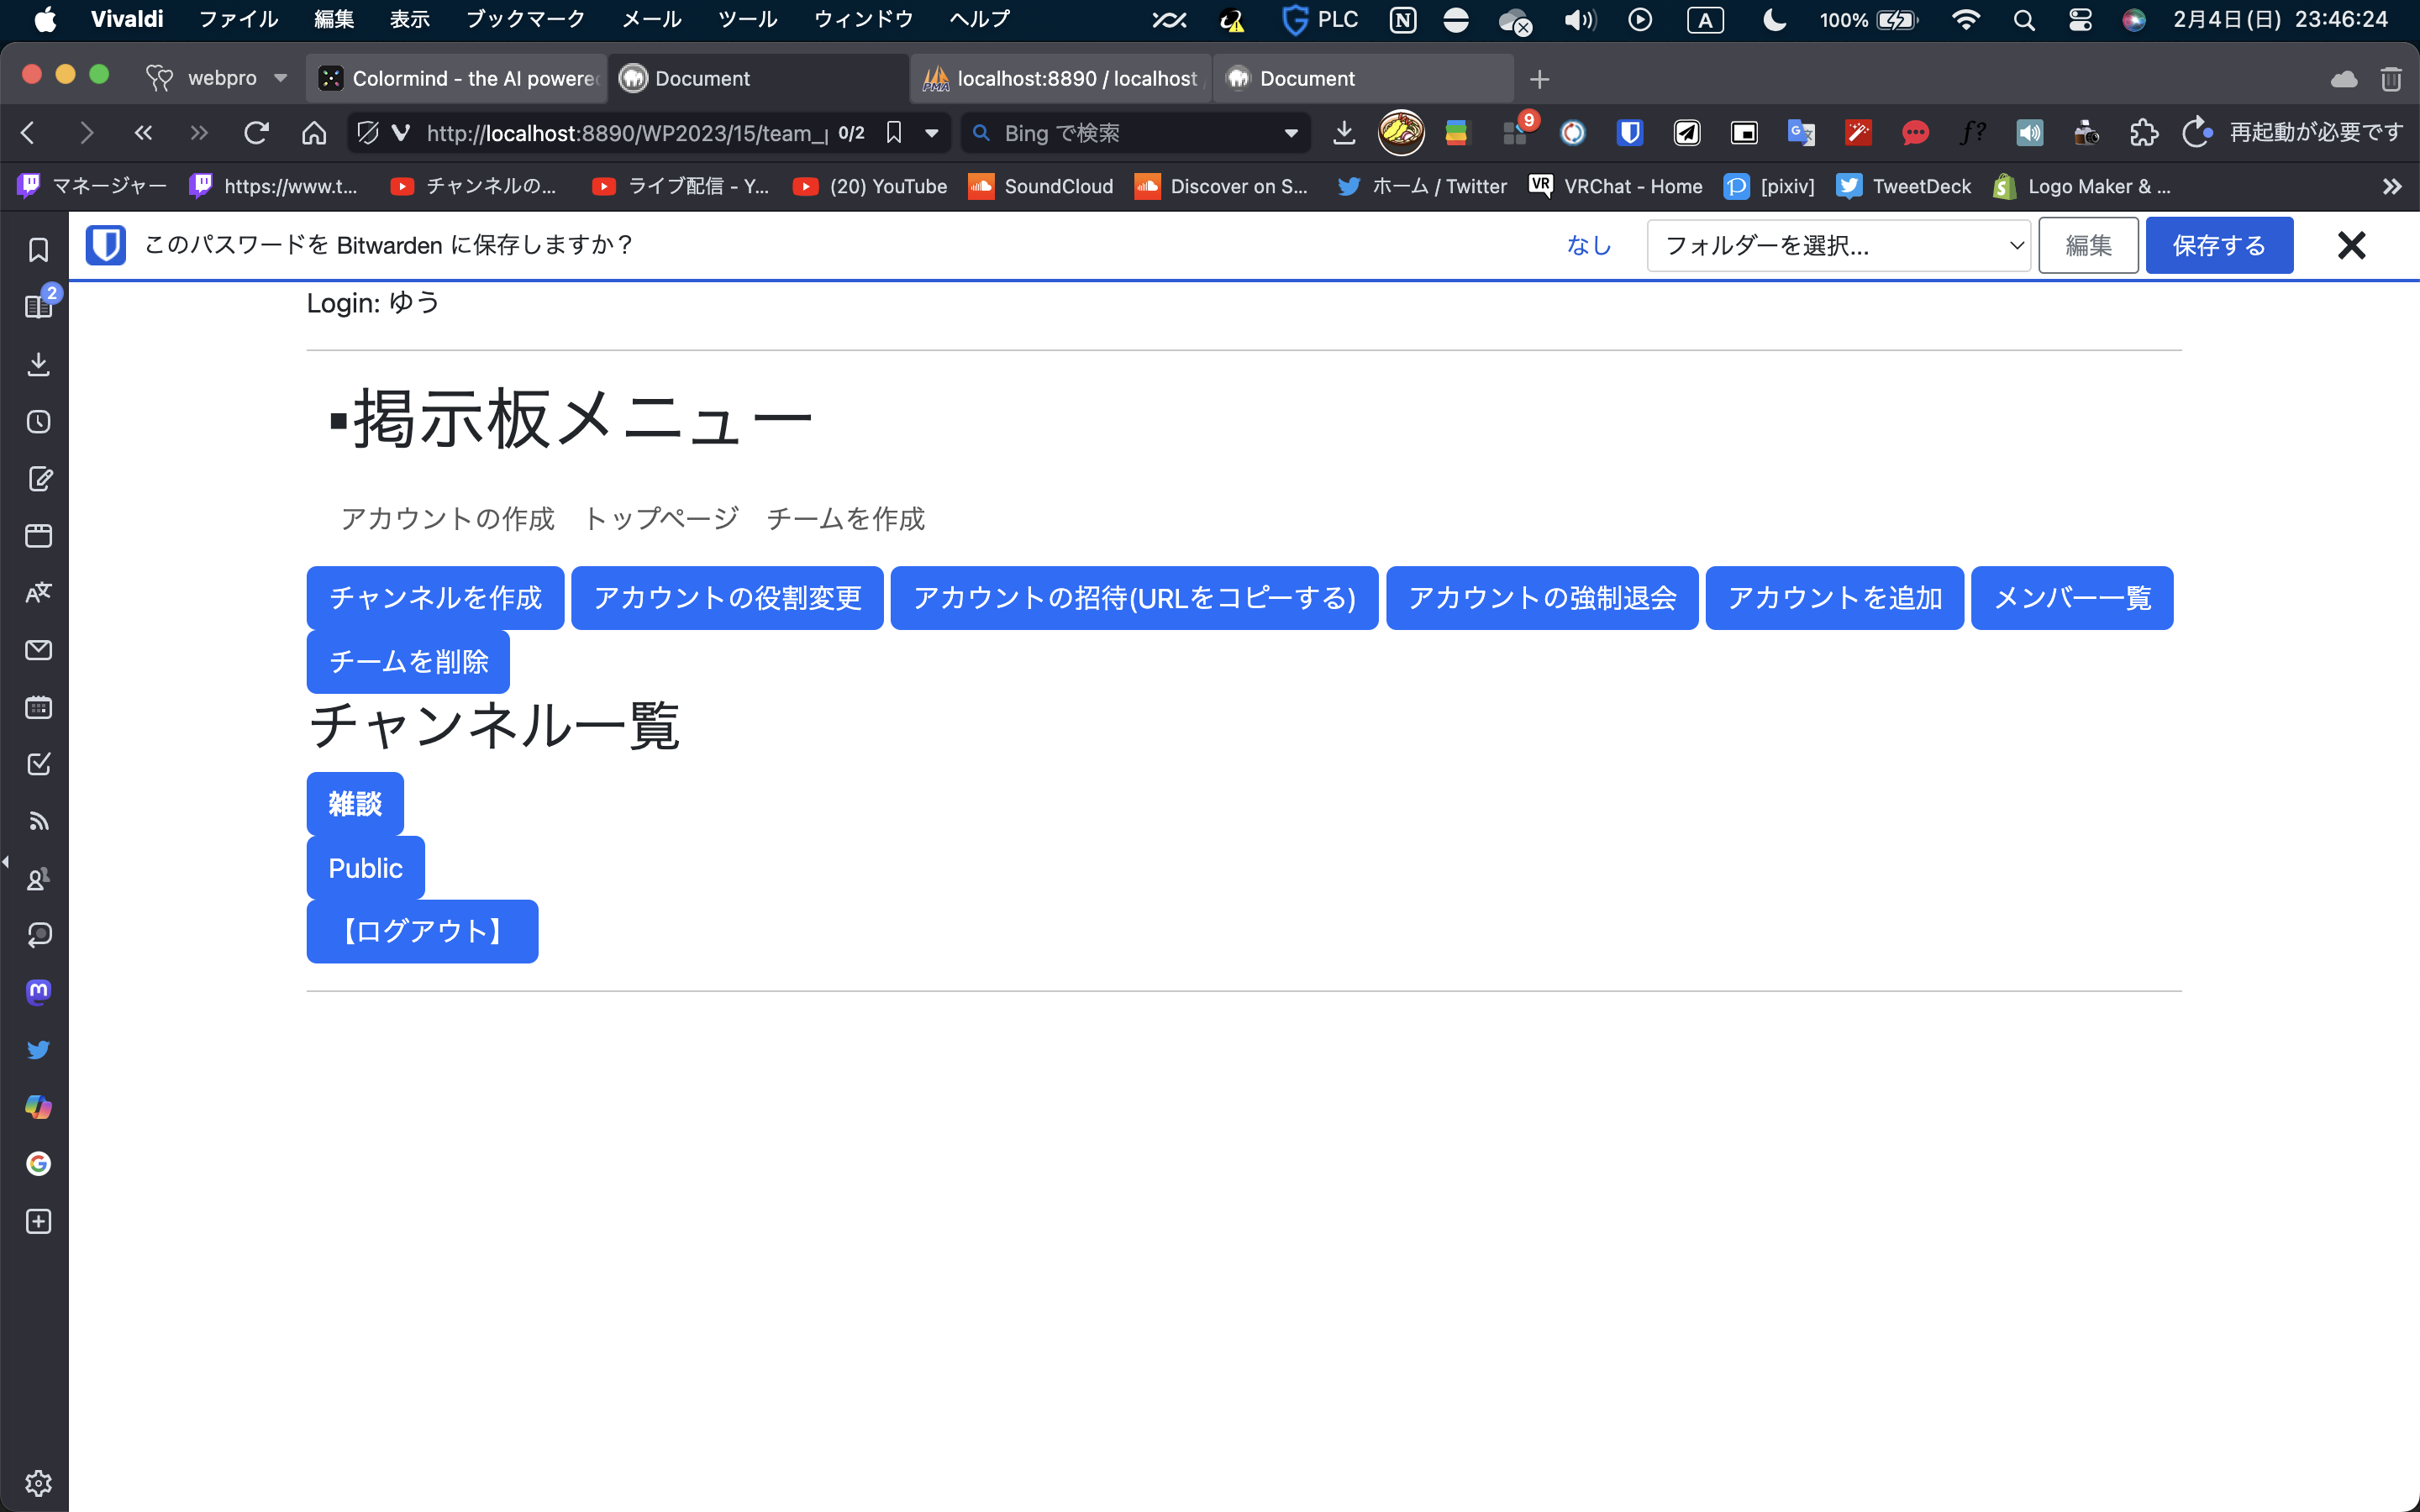 Vivaldi ファイル 編集 表示 ブックマーク メール ツール ウィンドウ ヘルプ PLC A 100% 2月4日(日) 23:46:24
webpro Colormind - the AI powere Document localhost:8890 / localhost Document
http://localhost:8890/WP2023/15/team_ 0/2 Bing で検索 9 再起動が必要です
マネージャー https://www.t... チャンネルの... ライブ配信 - Y... (20) YouTube SoundCloud Discover on S... ホーム / Twitter VRChat - Home [pixiv] TweetDeck Logo Maker & ...
2
このパスワードを Bitwarden に保存しますか？ なし フォルダーを選択... 編集 保存する
Login: ゆう
▪掲示板メニュー
アカウントの作成 トップページ チームを作成
チャンネルを作成 アカウントの役割変更 アカウントの招待(URLをコピーする) アカウントの強制退会 アカウントを追加 メンバー一覧
チームを削除
チャンネル一覧
雑談
Public
【ログアウト】